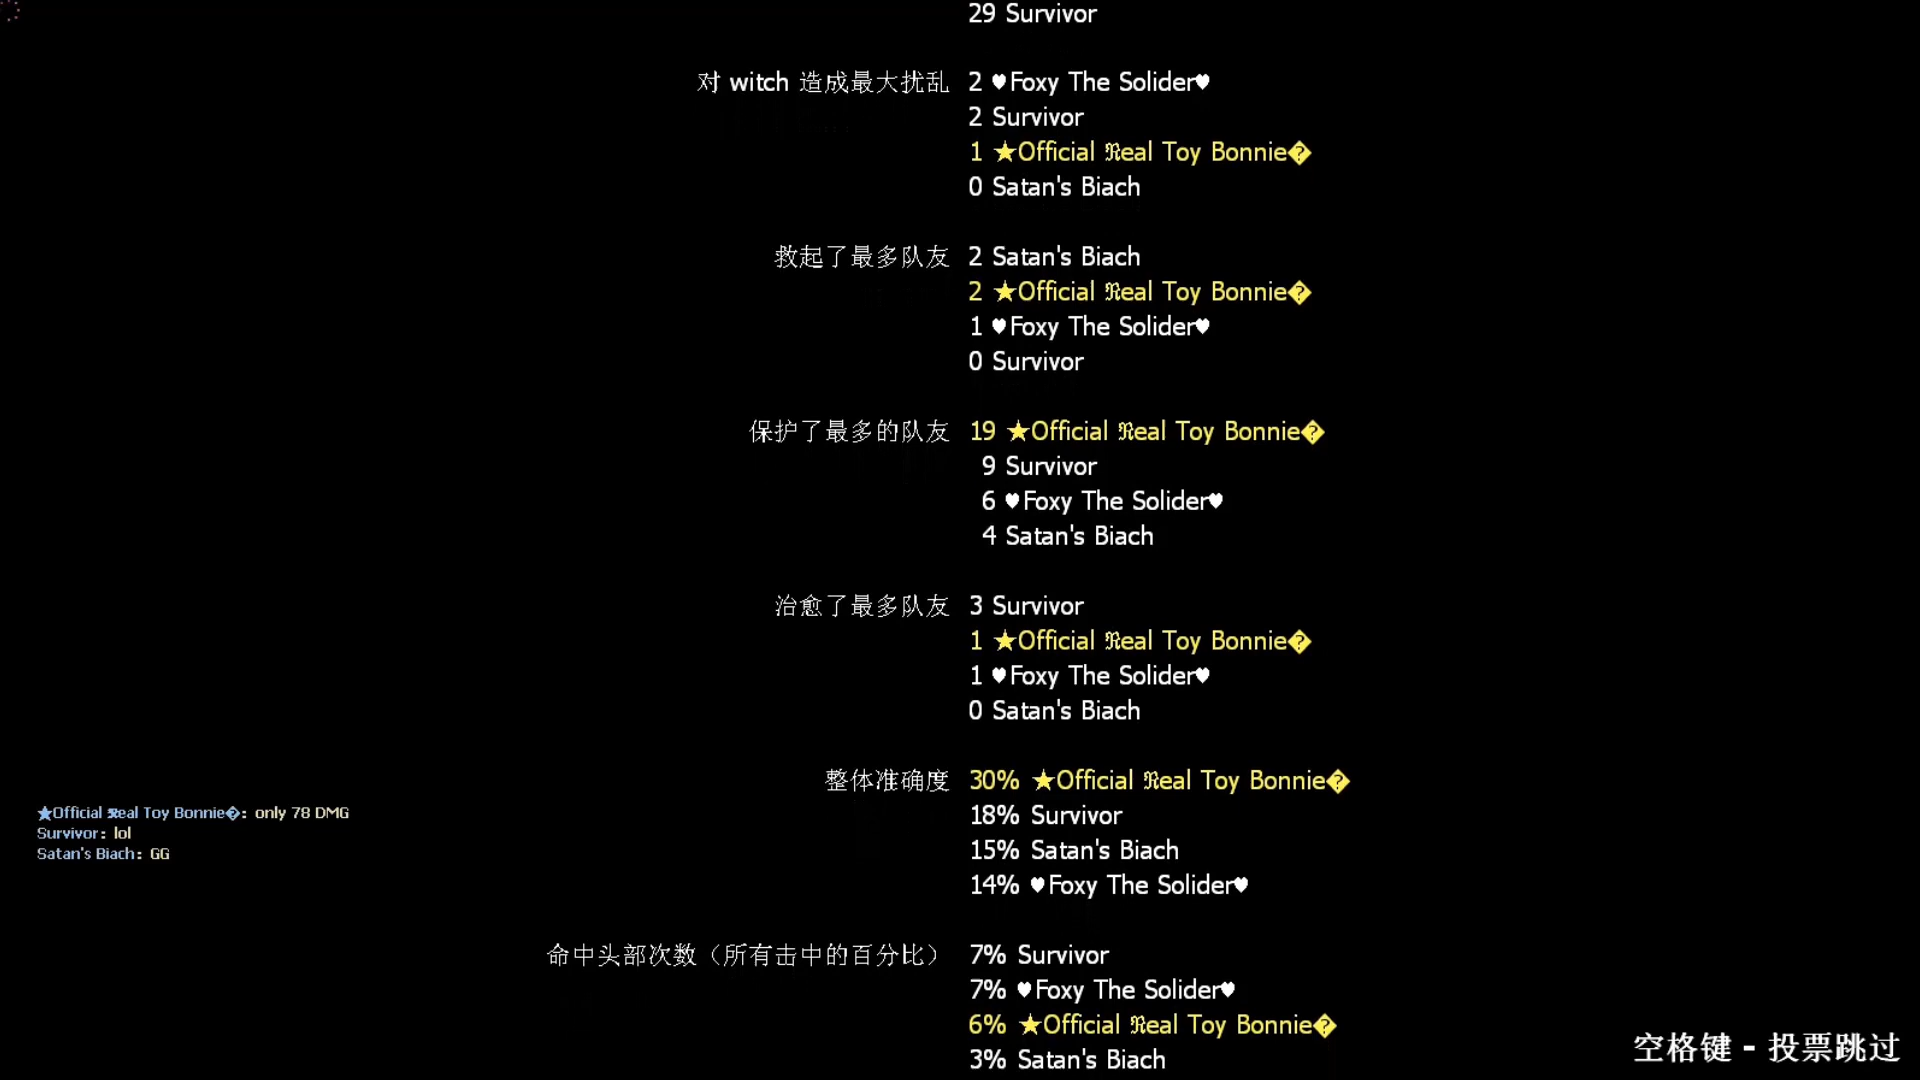 29 Survivor
对 witch 造成最大扰乱 2 ♥Foxy The Solider♥
2 Survivor
1 ★Official ℜeal Toy Bonnie�
0 Satan's Biach
救起了最多队友 2 Satan's Biach
2 ★Official ℜeal Toy Bonnie�
1 ♥Foxy The Solider♥
0 Survivor
保护了最多的队友 19 ★Official ℜeal Toy Bonnie�
9 Survivor
6 ♥Foxy The Solider♥
4 Satan's Biach
治愈了最多队友 3 Survivor
1 ★Official ℜeal Toy Bonnie�
1 ♥Foxy The Solider♥
0 Satan's Biach
整体准确度 30% ★Official ℜeal Toy Bonnie�
18% Survivor
15% Satan's Biach
14% ♥Foxy The Solider♥
命中头部次数（所有击中的百分比） 7% Survivor
7% ♥Foxy The Solider♥
6% ★Official ℜeal Toy Bonnie�
3% Satan's Biach
★Official ℜeal Toy Bonnie�: only 78 DMG
Survivor: lol
Satan's Biach: GG
空格键 - 投票跳过